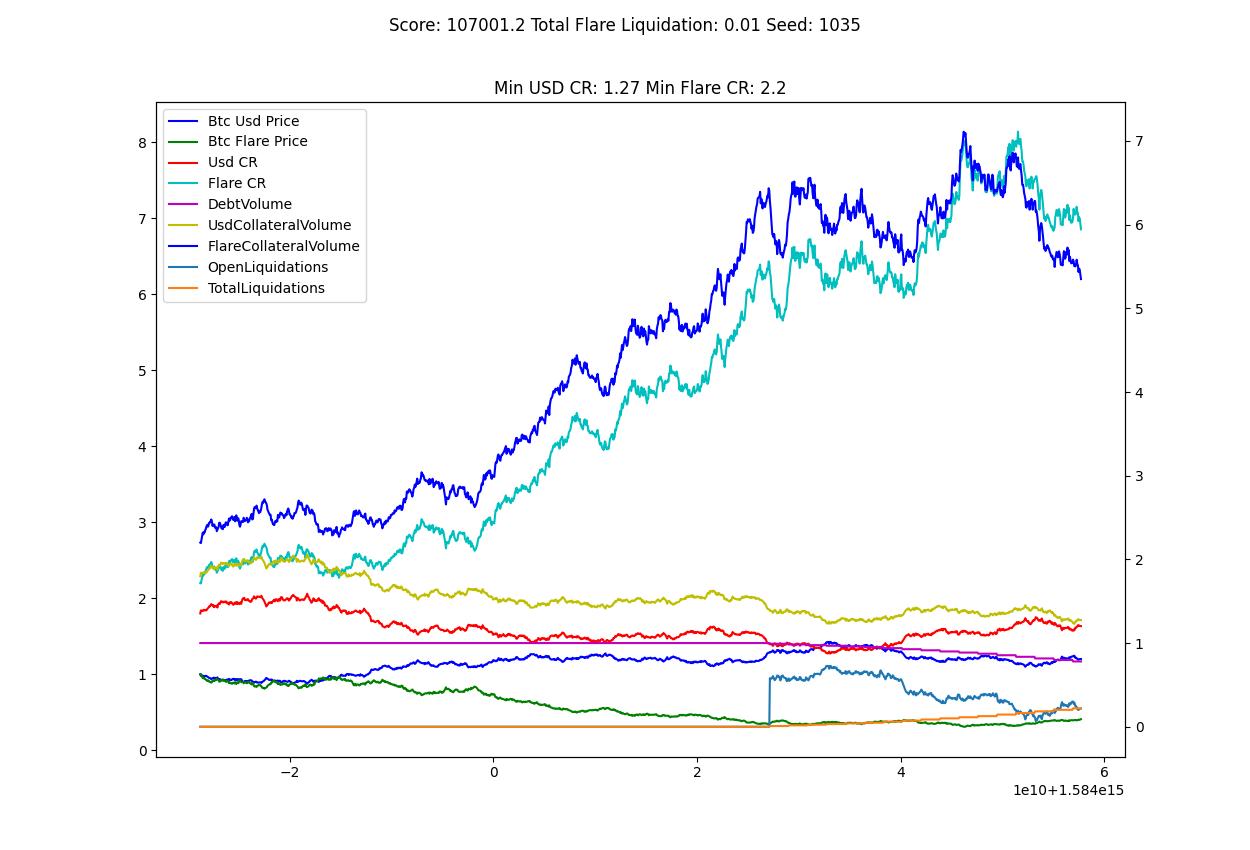 Score: 107001.2 Total Flare Liquidation: 0.01 Seed: 1035
Min USD CR: 1.27 Min Flare CR: 2.2
Btc Usd Price
Btc Flare Price
Usd CR
Flare CR
DebtVolume
UsdCollateralVolume
FlareCollateralVolume
OpenLiquidations
TotalLiquidations
8
7
6
5
4
3
2
1
0
7
6
5
4
3
2
1
0
−2
0
2
4
6
1e10+1.584e15